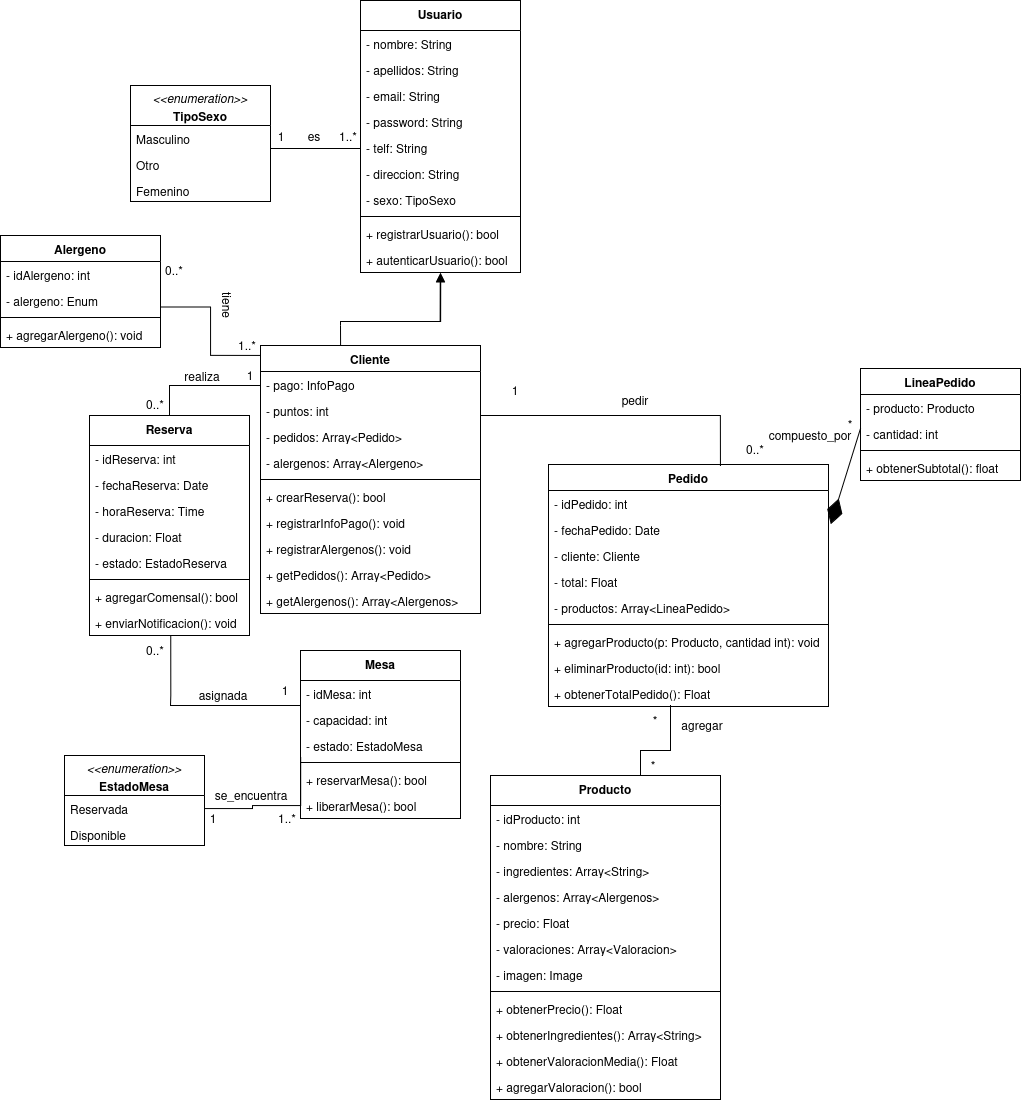 Usuario
- nombre: String
- apellidos: String
- email: String
- password: String
- telf: String
- direccion: String
- sexo: TipoSexo
+ registrarUsuario(): bool
+ autenticarUsuario(): bool
<<enumeration>>
TipoSexo
Masculino
Otro
Femenino
1 es 1..*
Alergeno
- idAlergeno: int
- alergeno: Enum
+ agregarAlergeno(): void
0..*
tiene
1..*
Cliente
- pago: InfoPago
- puntos: int
- pedidos: Array<Pedido>
- alergenos: Array<Alergeno>
+ crearReserva(): bool
+ registrarInfoPago(): void
+ registrarAlergenos(): void
+ getPedidos(): Array<Pedido>
+ getAlergenos(): Array<Alergenos>
realiza 1
0..*
Reserva
- idReserva: int
- fechaReserva: Date
- horaReserva: Time
- duracion: Float
- estado: EstadoReserva
+ agregarComensal(): bool
+ enviarNotificacion(): void
1
pedir
0..*
LineaPedido
- producto: Producto
- cantidad: int
+ obtenerSubtotal(): float
*
compuesto_por
Pedido
- idPedido: int
- fechaPedido: Date
- cliente: Cliente
- total: Float
- productos: Array<LineaPedido>
+ agregarProducto(p: Producto, cantidad int): void
+ eliminarProducto(id: int): bool
+ obtenerTotalPedido(): Float
0..*
asignada 1
Mesa
- idMesa: int
- capacidad: int
- estado: EstadoMesa
+ reservarMesa(): bool
+ liberarMesa(): bool
<<enumeration>>
EstadoMesa
Reservada
Disponible
se_encuentra
1 1..*
* agregar
*
Producto
- idProducto: int
- nombre: String
- ingredientes: Array<String>
- alergenos: Array<Alergenos>
- precio: Float
- valoraciones: Array<Valoracion>
- imagen: Image
+ obtenerPrecio(): Float
+ obtenerIngredientes(): Array<String>
+ obtenerValoracionMedia(): Float
+ agregarValoracion(): bool